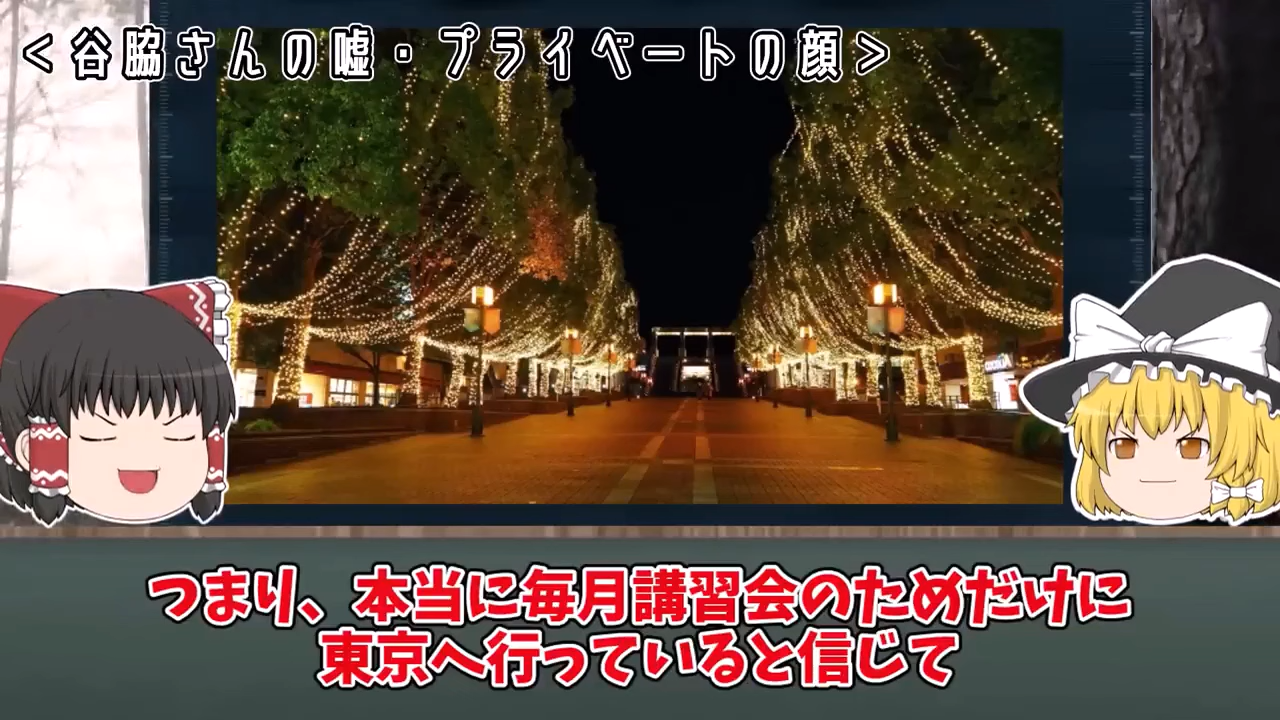 ＜谷脇さんの嘘・プライベートの顔＞
つまり、本当に毎月講習会のためだけに
東京へ行っていると信じて